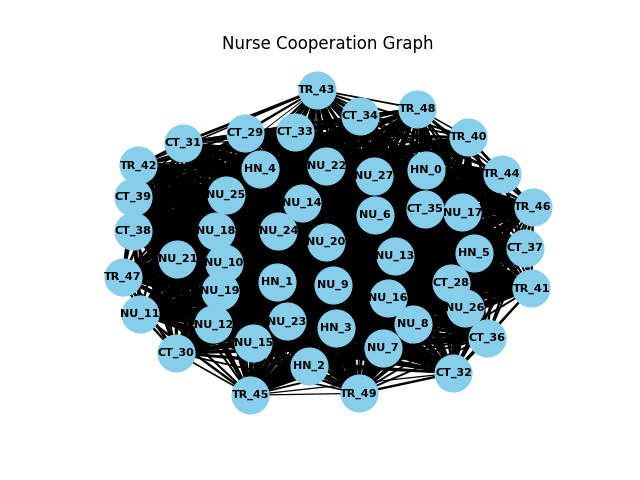 Nurse Cooperation Graph
TR_43
TR_48
CT_34
CT_29
CT_33
TR_40
CT_31
TR_42
NU_22
HN_4
HN_0
NU_27
TR_44
CT_39
NU_25
NU_14
TR_46
CT_35
NU_17
NU_6
CT_38
NU_18
NU_24
NU_20
CT_37
HN_5
NU_13
NU_21
NU_10
TR_47
HN_1
CT_28
NU_9
TR_41
NU_19
NU_16
NU_26
NU_11
NU_23
NU_12
NU_8
HN_3
CT_36
NU_15
NU_7
CT_30
HN_2
CT_32
TR_49
TR_45